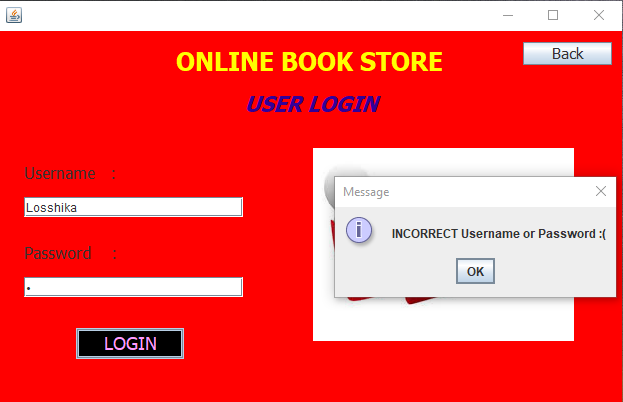 ONLINE BOOK STORE
Back
USER LOGIN
Username :
Losshika
Password :
•
LOGIN
Message
i
INCORRECT Username or Password :(
OK